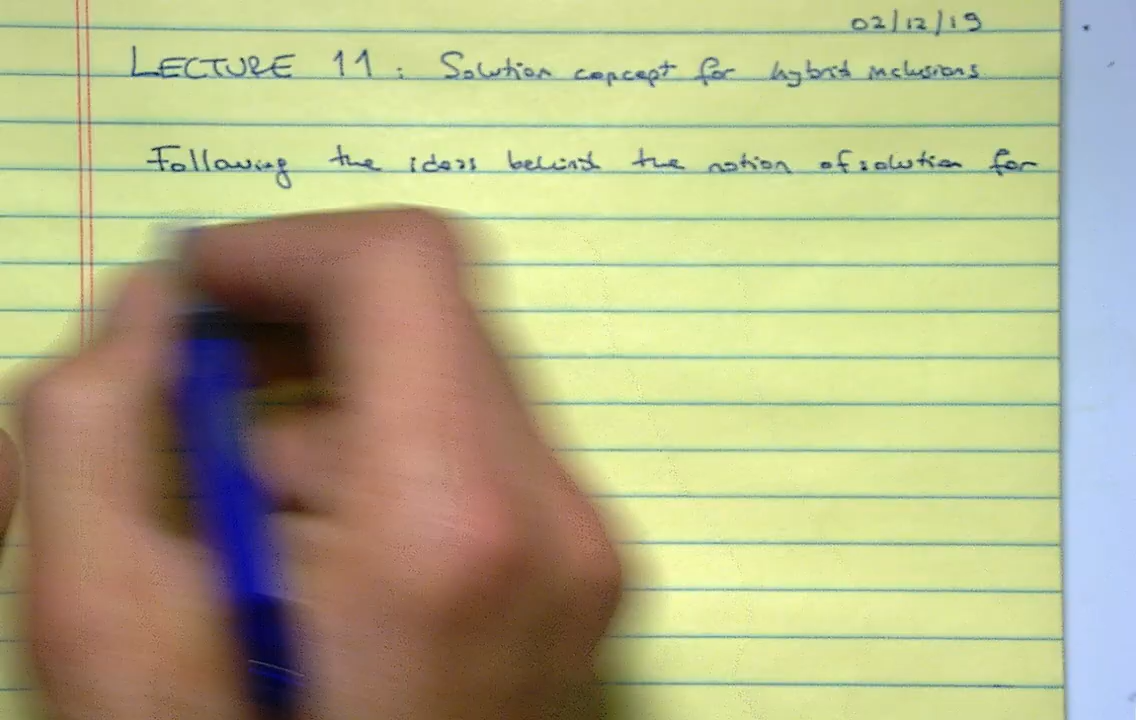 02/12/19
LECTURE 11: Solution concept for hybrid inclusions
Following the ideas behind the notion of solution for